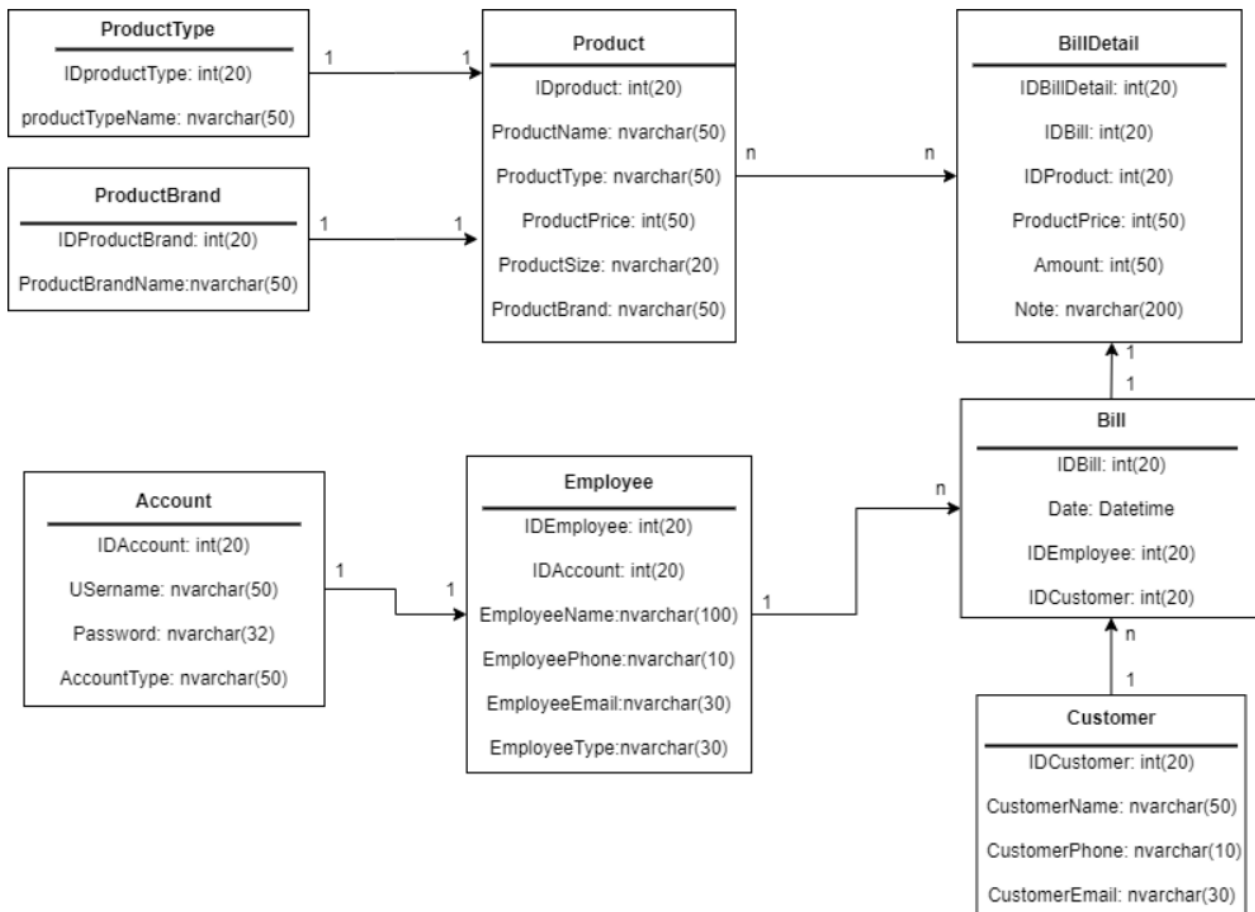 ProductType
IDproductType: int(20)
productTypeName: nvarchar(50)
1
1
ProductBrand
IDProductBrand: int(20)
ProductBrandName:nvarchar(50)
1
1
Product
IDproduct: int(20)
ProductName: nvarchar(50)
ProductType: nvarchar(50)
ProductPrice: int(50)
ProductSize: nvarchar(20)
ProductBrand: nvarchar(50)
n
n
BillDetail
IDBillDetail: int(20)
IDBill: int(20)
IDProduct: int(20)
ProductPrice: int(50)
Amount: int(50)
Note: nvarchar(200)
1
1
Account
IDAccount: int(20)
USername: nvarchar(50)
Password: nvarchar(32)
AccountType: nvarchar(50)
1
1
Employee
IDEmployee: int(20)
IDAccount: int(20)
EmployeeName:nvarchar(100)
EmployeePhone:nvarchar(10)
EmployeeEmail:nvarchar(30)
EmployeeType:nvarchar(30)
1
n
Bill
IDBill: int(20)
Date: Datetime
IDEmployee: int(20)
IDCustomer: int(20)
n
1
Customer
IDCustomer: int(20)
CustomerName: nvarchar(50)
CustomerPhone: nvarchar(10)
CustomerEmail: nvarchar(30)